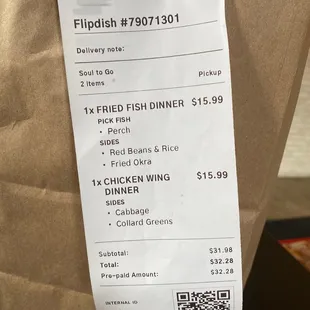 Flipdish #79071301
Delivery note:
Soul to Go
2 Items Pickup
1x FRIED FISH DINNER $15.99
PICK FISH
• Perch
SIDES
• Red Beans & Rice
• Fried Okra
1x CHICKEN WING $15.99
DINNER
SIDES
• Cabbage
• Collard Greens
Subtotal: $31.98
Total: $32.28
Pre-paid Amount: $32.28
INTERNAL ID